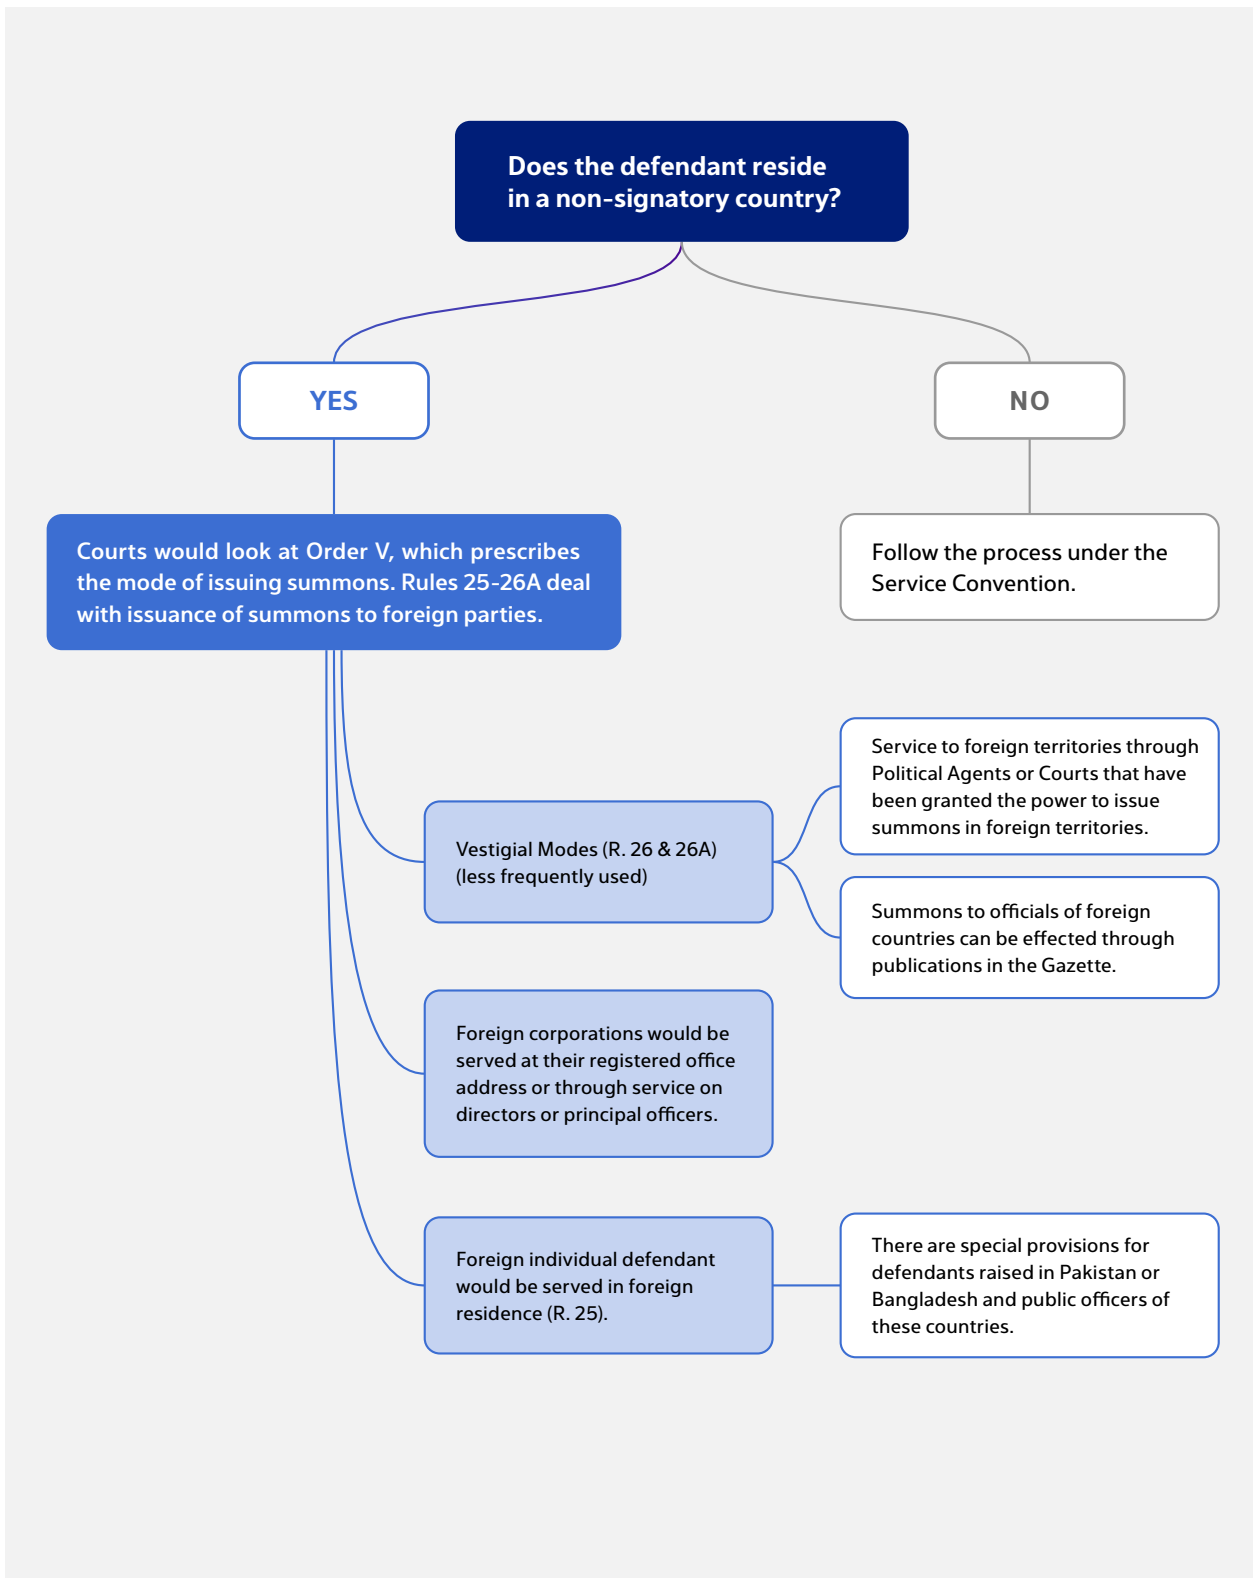 Does the defendant reside
in a non-signatory country?
YES
NO
Courts would look at Order V, which prescribes
the mode of issuing summons. Rules 25-26A deal
with issuance of summons to foreign parties.
Follow the process under the
Service Convention.
Vestigial Modes (R. 26 & 26A)
(less frequently used)
Service to foreign territories through
Political Agents or Courts that have
been granted the power to issue
summons in foreign territories.
Summons to officials of foreign
countries can be effected through
publications in the Gazette.
Foreign corporations would be
served at their registered office
address or through service on
directors or principal officers.
Foreign individual defendant
would be served in foreign
residence (R. 25).
There are special provisions for
defendants raised in Pakistan or
Bangladesh and public officers of
these countries.